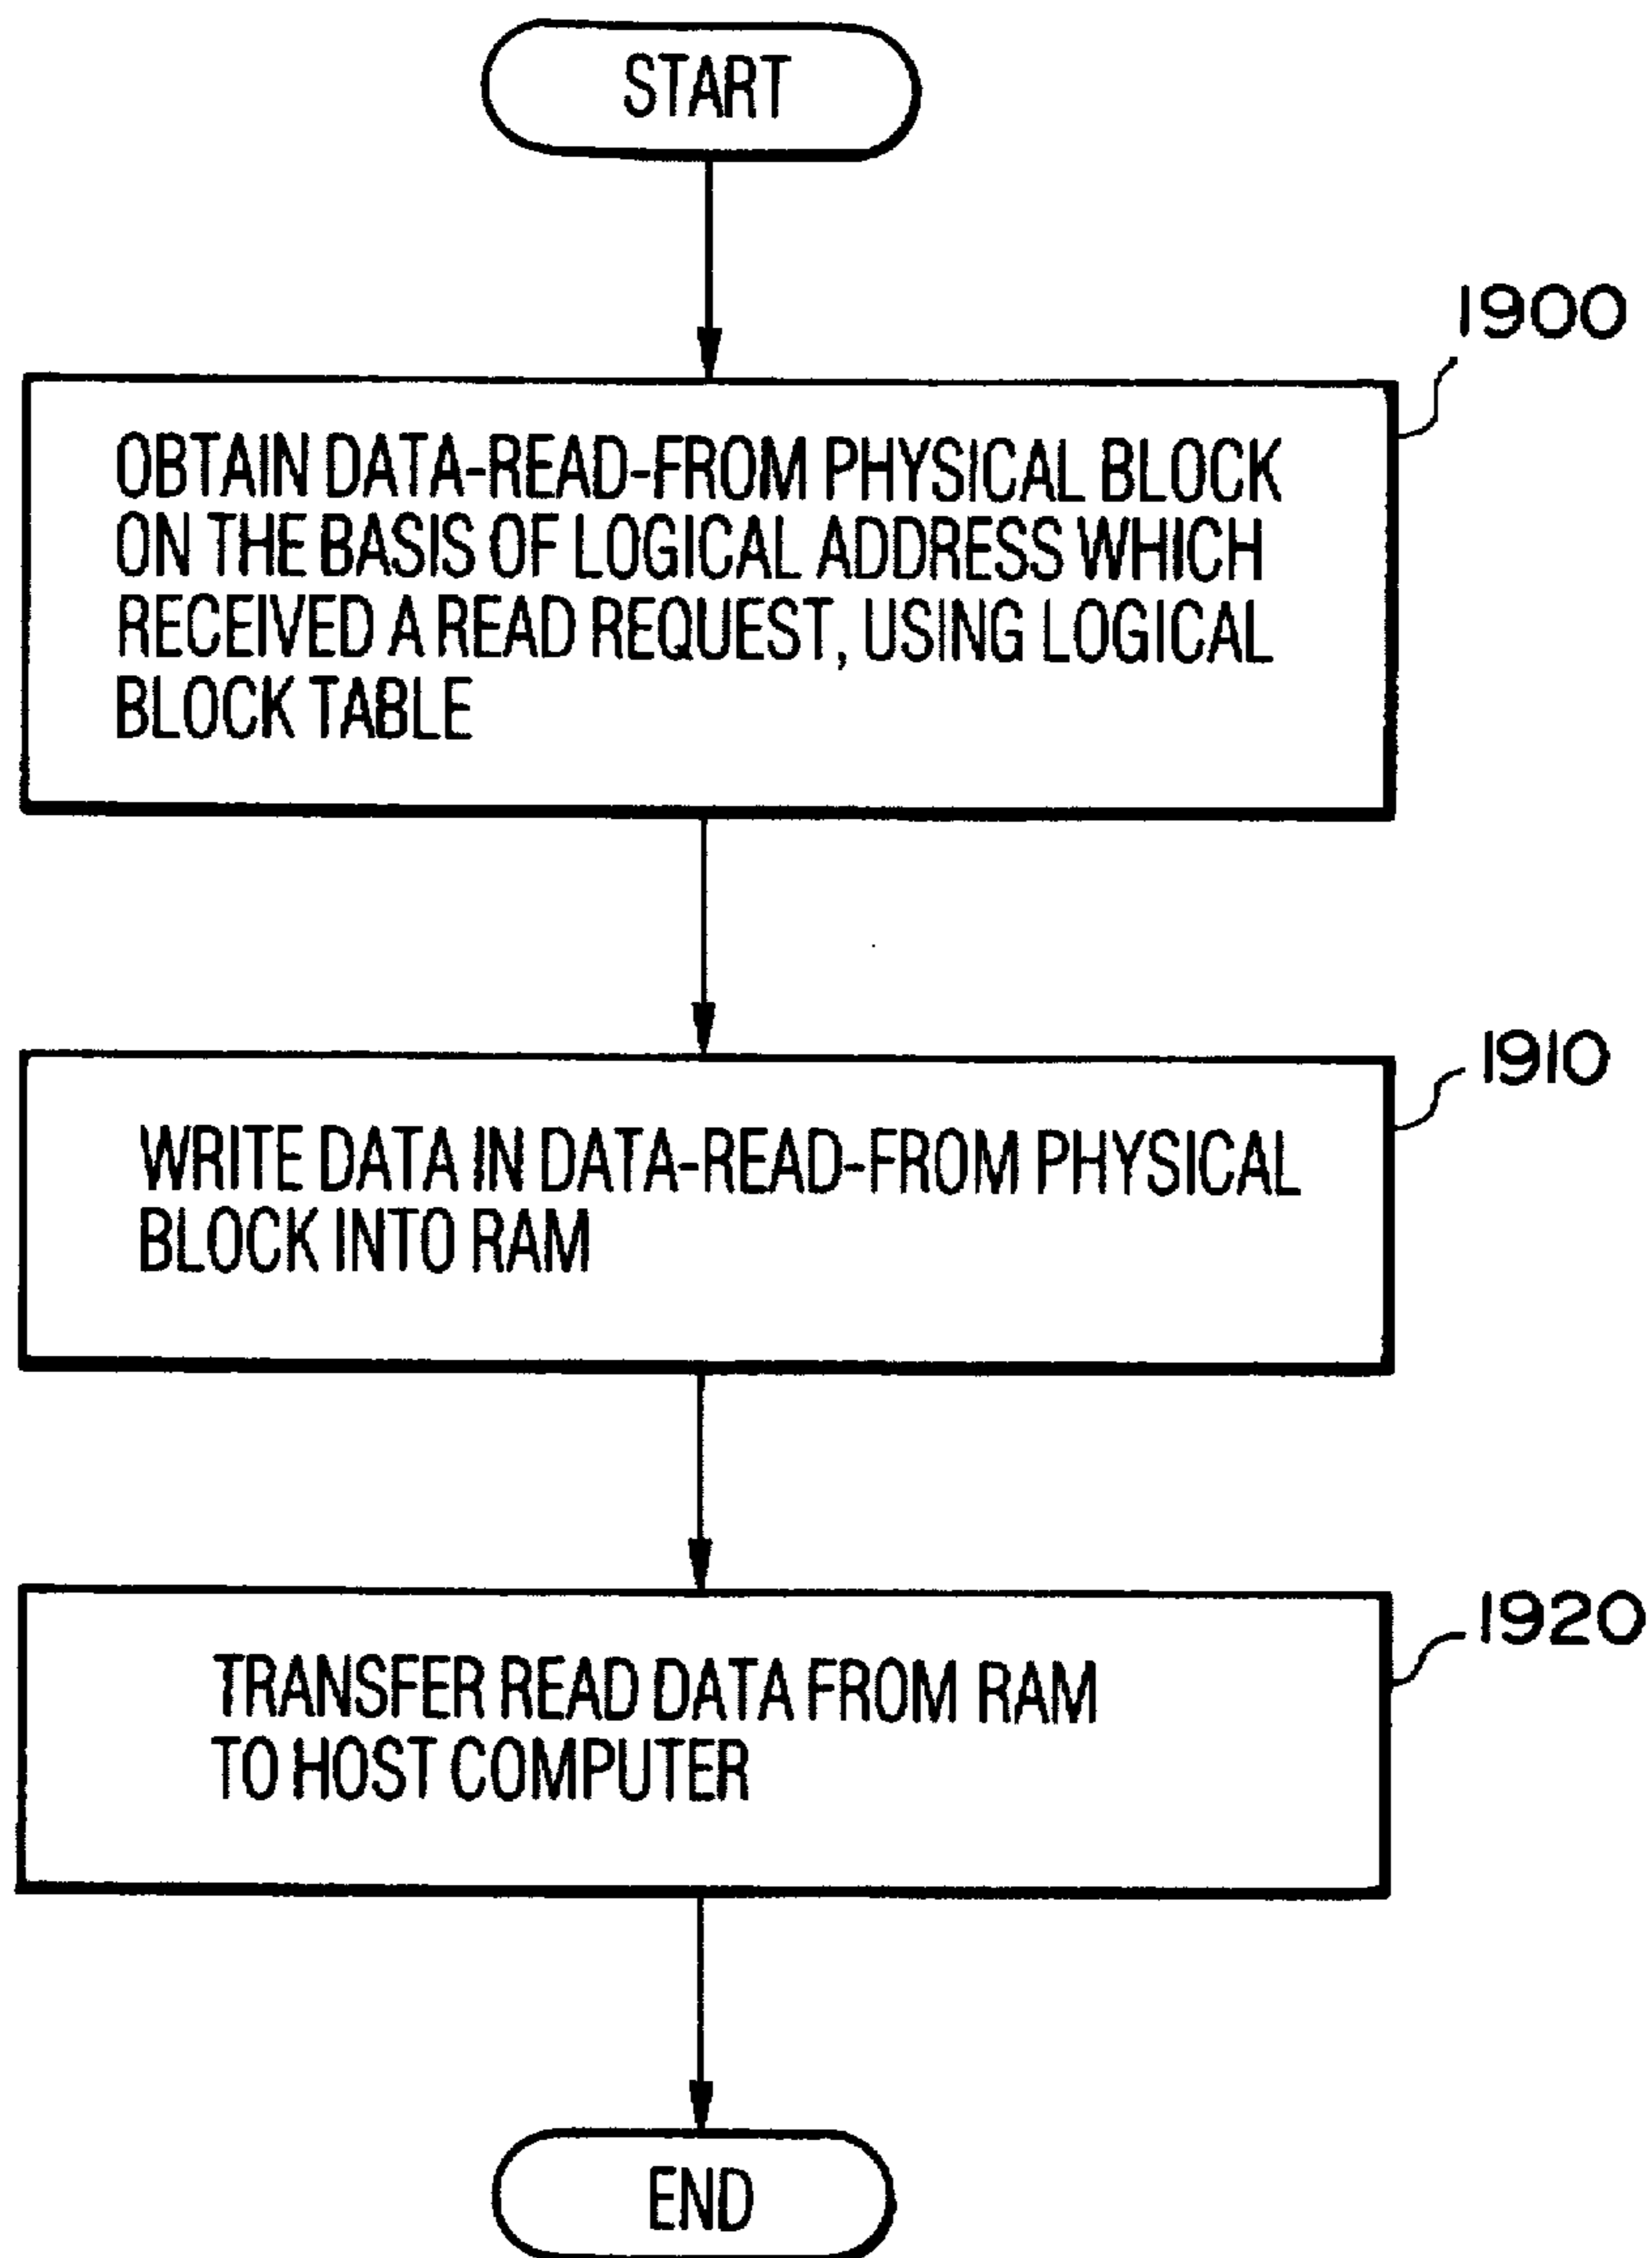 START
1900
OBTAIN DATA-READ-FROM PHYSICAL BLOCK
ON THE BASIS OF LOGICAL ADDRESS WHICH
RECEIVED A READ REQUEST, USING LOGICAL
BLOCK TABLE
1910
WRITE DATA IN DATA-READ-FROM PHYSICAL
BLOCK INTO RAM
1920
TRANSFER READ DATA FROM RAM
TO HOST COMPUTER
END